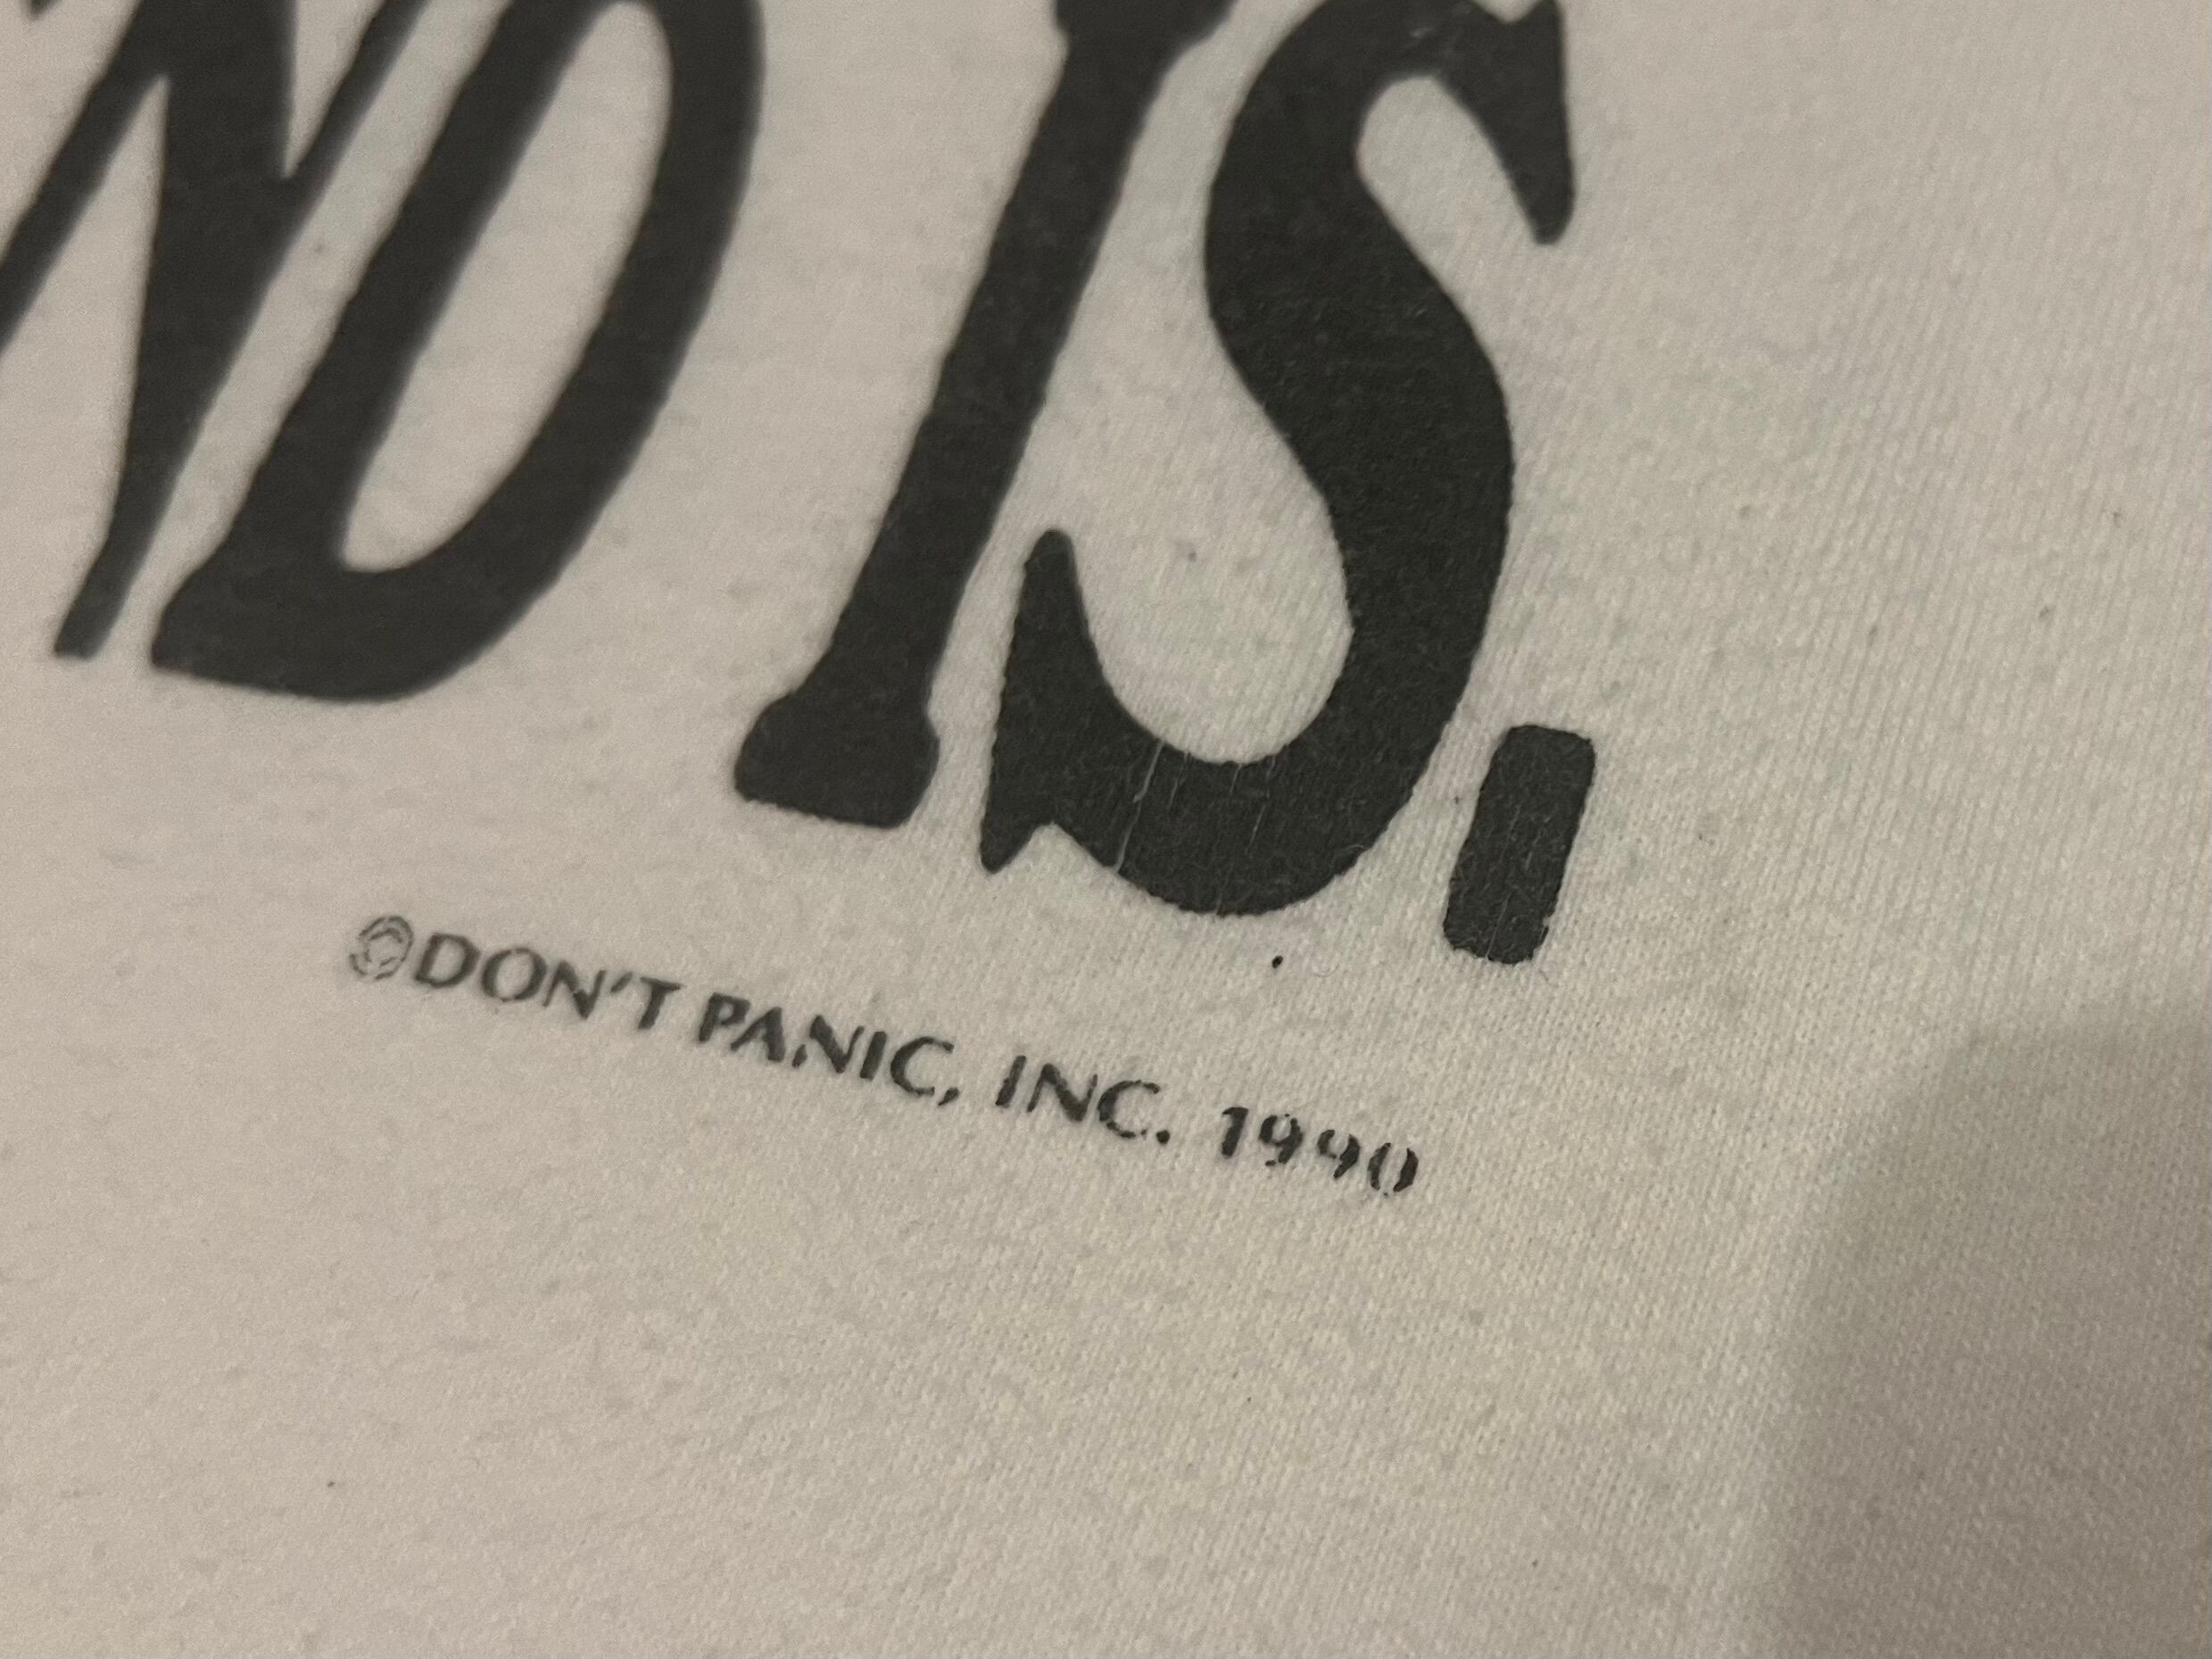 ND IS.
©DON'T PANIC, INC. 1990